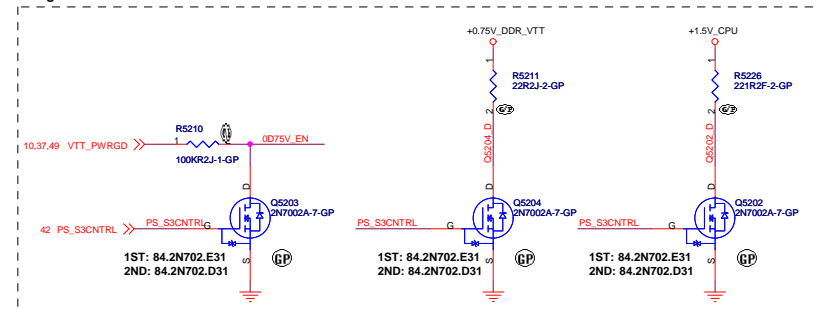 +0.75V_DDR_VTT
+1.5V_CPU
1
R5211
22R2J-2-GP
2
Q5204_D
1
R5226
221R2F-2-GP
2
Q5202_D
10,37,49 VTT_PWRGD
1
R5210
100KR2J-1-GP
0D75V_EN
42 PS_S3CNTRL
PS_S3CNTRL
G
D
S
Q5203
2N7002A-7-GP
1ST: 84.2N702.E31
2ND: 84.2N702.D31
GP
PS_S3CNTRL
G
D
S
Q5204
2N7002A-7-GP
1ST: 84.2N702.E31
2ND: 84.2N702.D31
GP
PS_S3CNTRL
G
D
S
Q5202
2N7002A-7-GP
1ST: 84.2N702.E31
2ND: 84.2N702.D31
GP